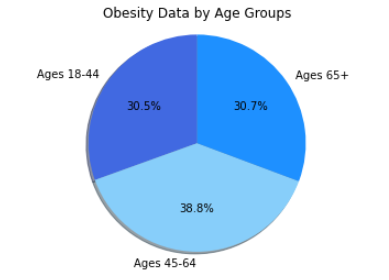 Obesity Data by Age Groups
Ages 18-44
Ages 65+
30.5%
30.7%
38.8%
Ages 45-64